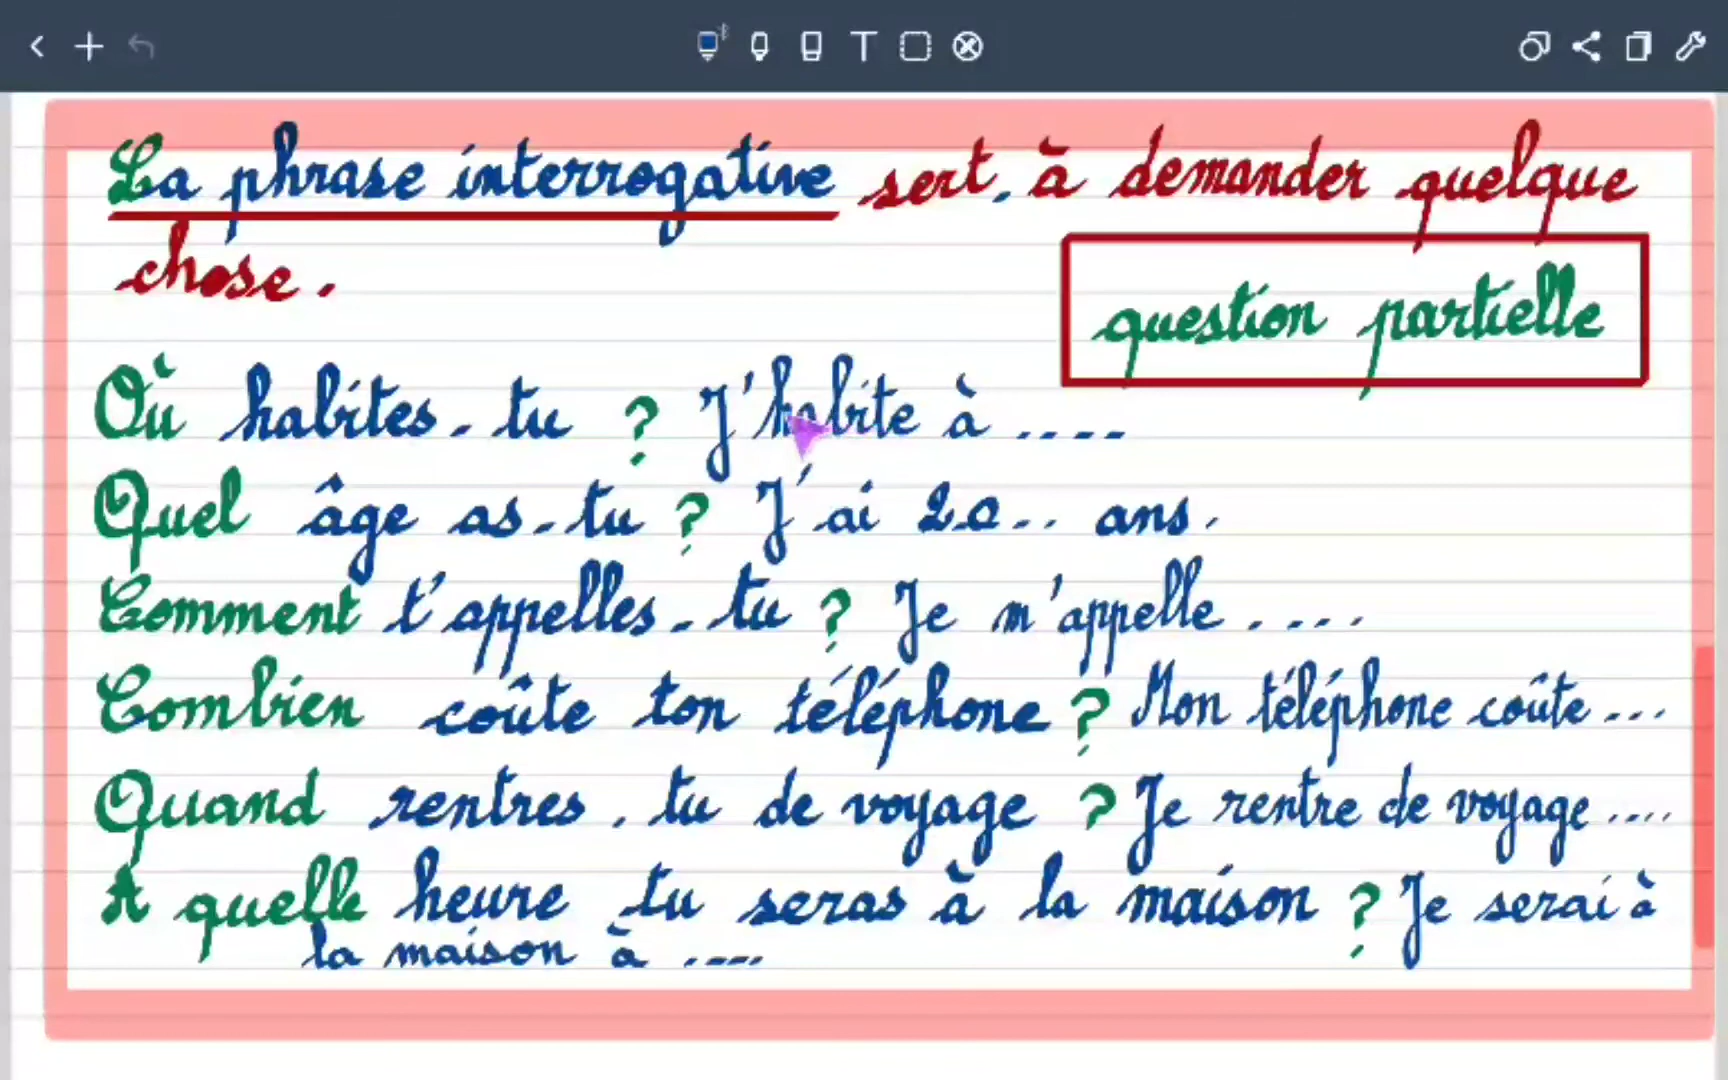 La phrase interrogative sert à demander quelque
chose.
question partielle
Où habites-tu ? J'habite à ....
Quel âge as-tu ? J'ai 20.. ans.
Comment t'appelles-tu ? Je m'appelle ....
Combien coûte ton téléphone ? Mon téléphone coûte ...
Quand rentres-tu de voyage ? Je rentre de voyage ....
A quelle heure tu seras à la maison ? Je serai à
la maison à ....